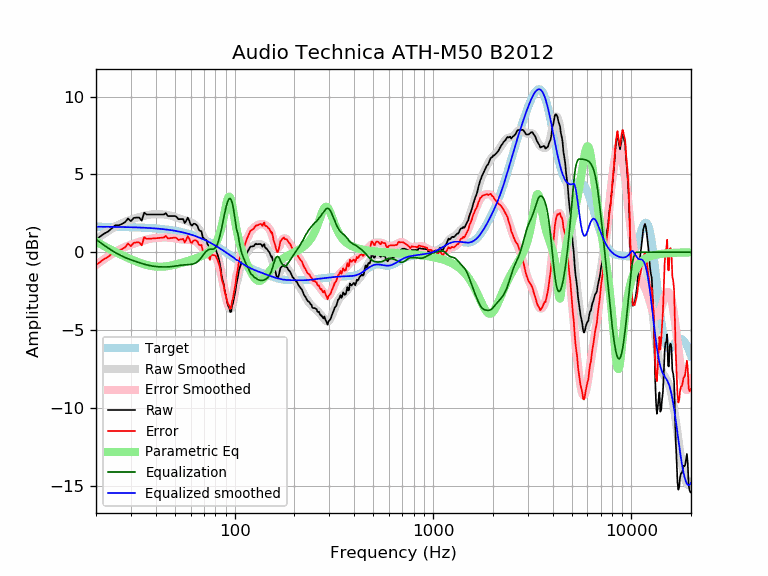 Audio Technica ATH-M50 B2012
Amplitude (dBr)
10
5
0
−5
−10
−15
Target
Raw Smoothed
Error Smoothed
Raw
Error
Parametric Eq
Equalization
Equalized smoothed
100
1000
10000
Frequency (Hz)